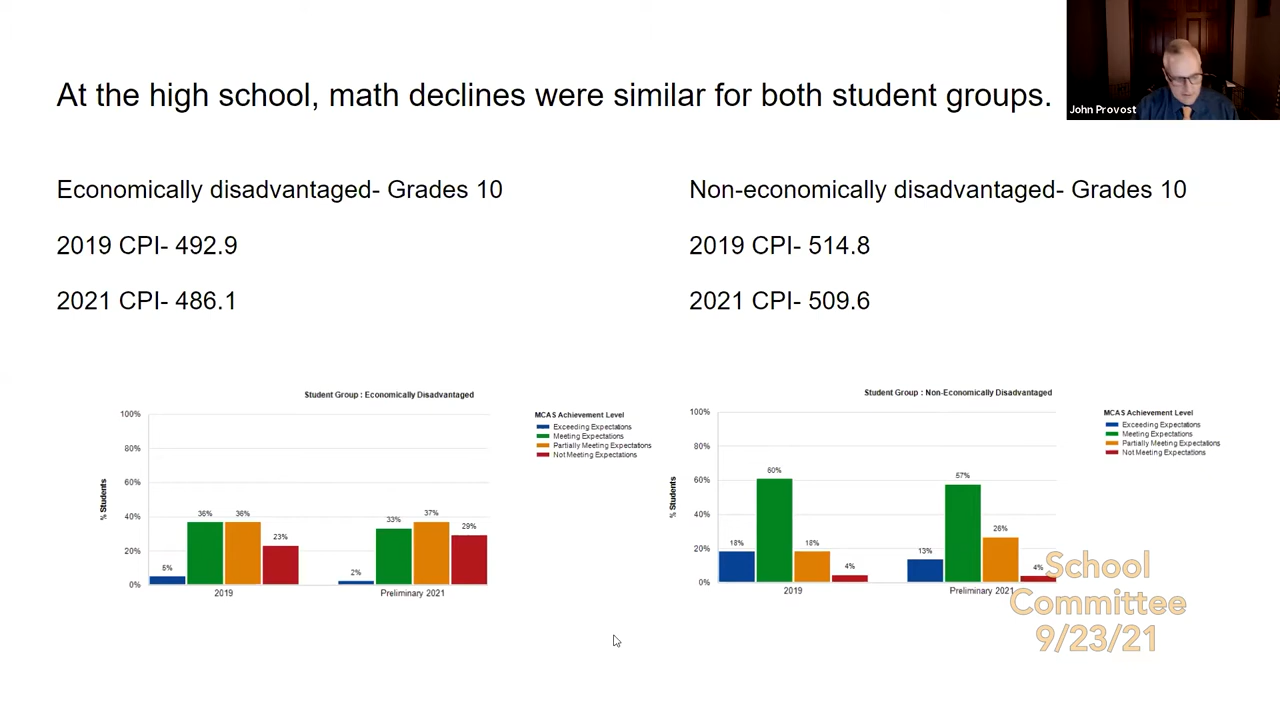 At the high school, math declines were similar for both student groups.
John Provost
Economically disadvantaged- Grades 10
2019 CPI- 492.9
2021 CPI- 486.1
Non-economically disadvantaged- Grades 10
2019 CPI- 514.8
2021 CPI- 509.6
Student Group : Economically Disadvantaged
MCAS Achievement Level
Exceeding Expectations
Meeting Expectations
Partially Meeting Expectations
Not Meeting Expectations
% Students
100%
80%
60%
40%
20%
0%
5%
36%
36%
23%
2%
33%
37%
29%
2019
Preliminary 2021
Student Group : Non-Economically Disadvantaged
MCAS Achievement Level
Exceeding Expectations
Meeting Expectations
Partially Meeting Expectations
Not Meeting Expectations
% Students
100%
80%
60%
40%
20%
0%
18%
60%
18%
4%
13%
57%
26%
4%
2019
Preliminary 2021
School
Committee
9/23/21